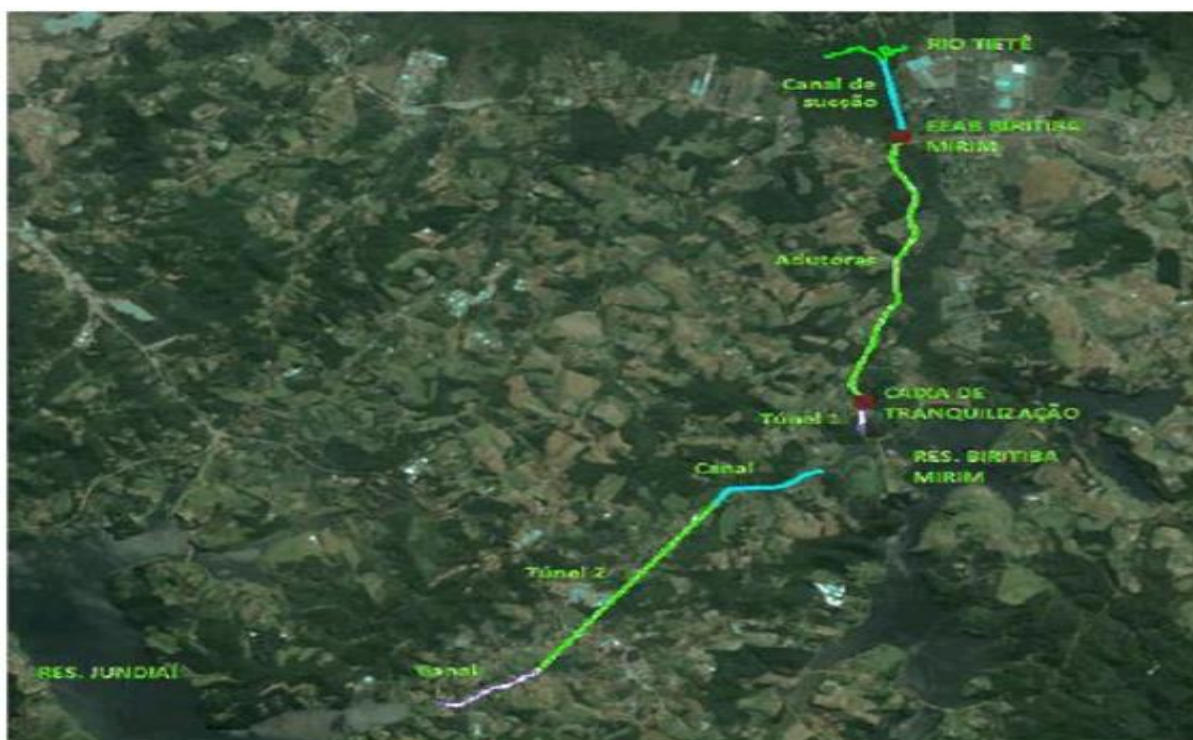 RIO TIETÊ
Canal de
sucção
EEAB BIRITIBA
MIRIM
Adutoras
CAIXA DE
TRANQUILIZAÇÃO
Túnel 1
RES. BIRITIBA
MIRIM
Canal
Túnel 2
RES. JUNDIAÍ
Canal